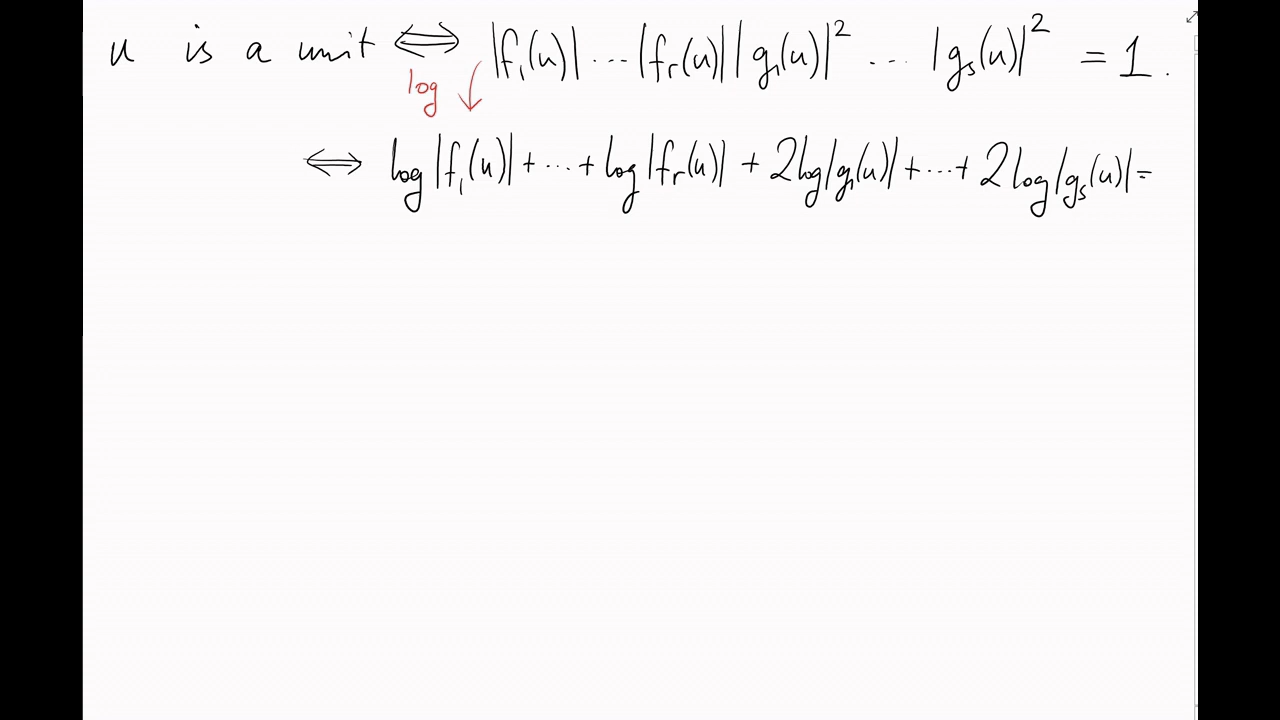 u is a unit ⟺ |f₁(u)| ... |fᵣ(u)| |g₁(u)|² ... |gₛ(u)|² = 1.
log ↓
⟺ log|f₁(u)| + ... + log|fᵣ(u)| + 2log|g₁(u)| + ... + 2log|gₛ(u)| =